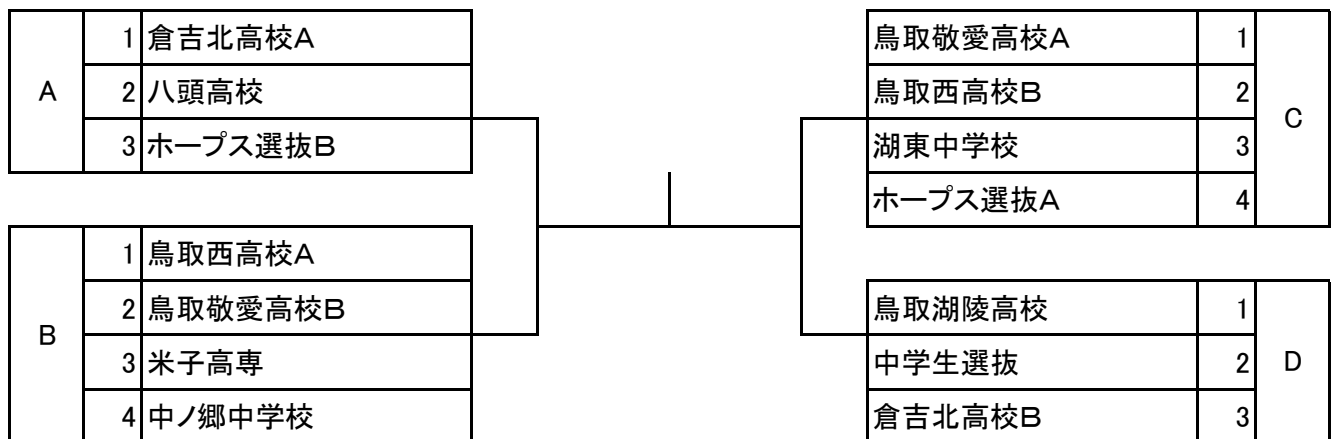 A
1 倉吉北高校A
2 八頭高校
3 ホープス選抜B
B
1 鳥取西高校A
2 鳥取敬愛高校B
3 米子高専
4 中ノ郷中学校
鳥取敬愛高校A 1
鳥取西高校B 2
湖東中学校 3
ホープス選抜A 4
C
鳥取湖陵高校 1
中学生選抜 2
倉吉北高校B 3
D